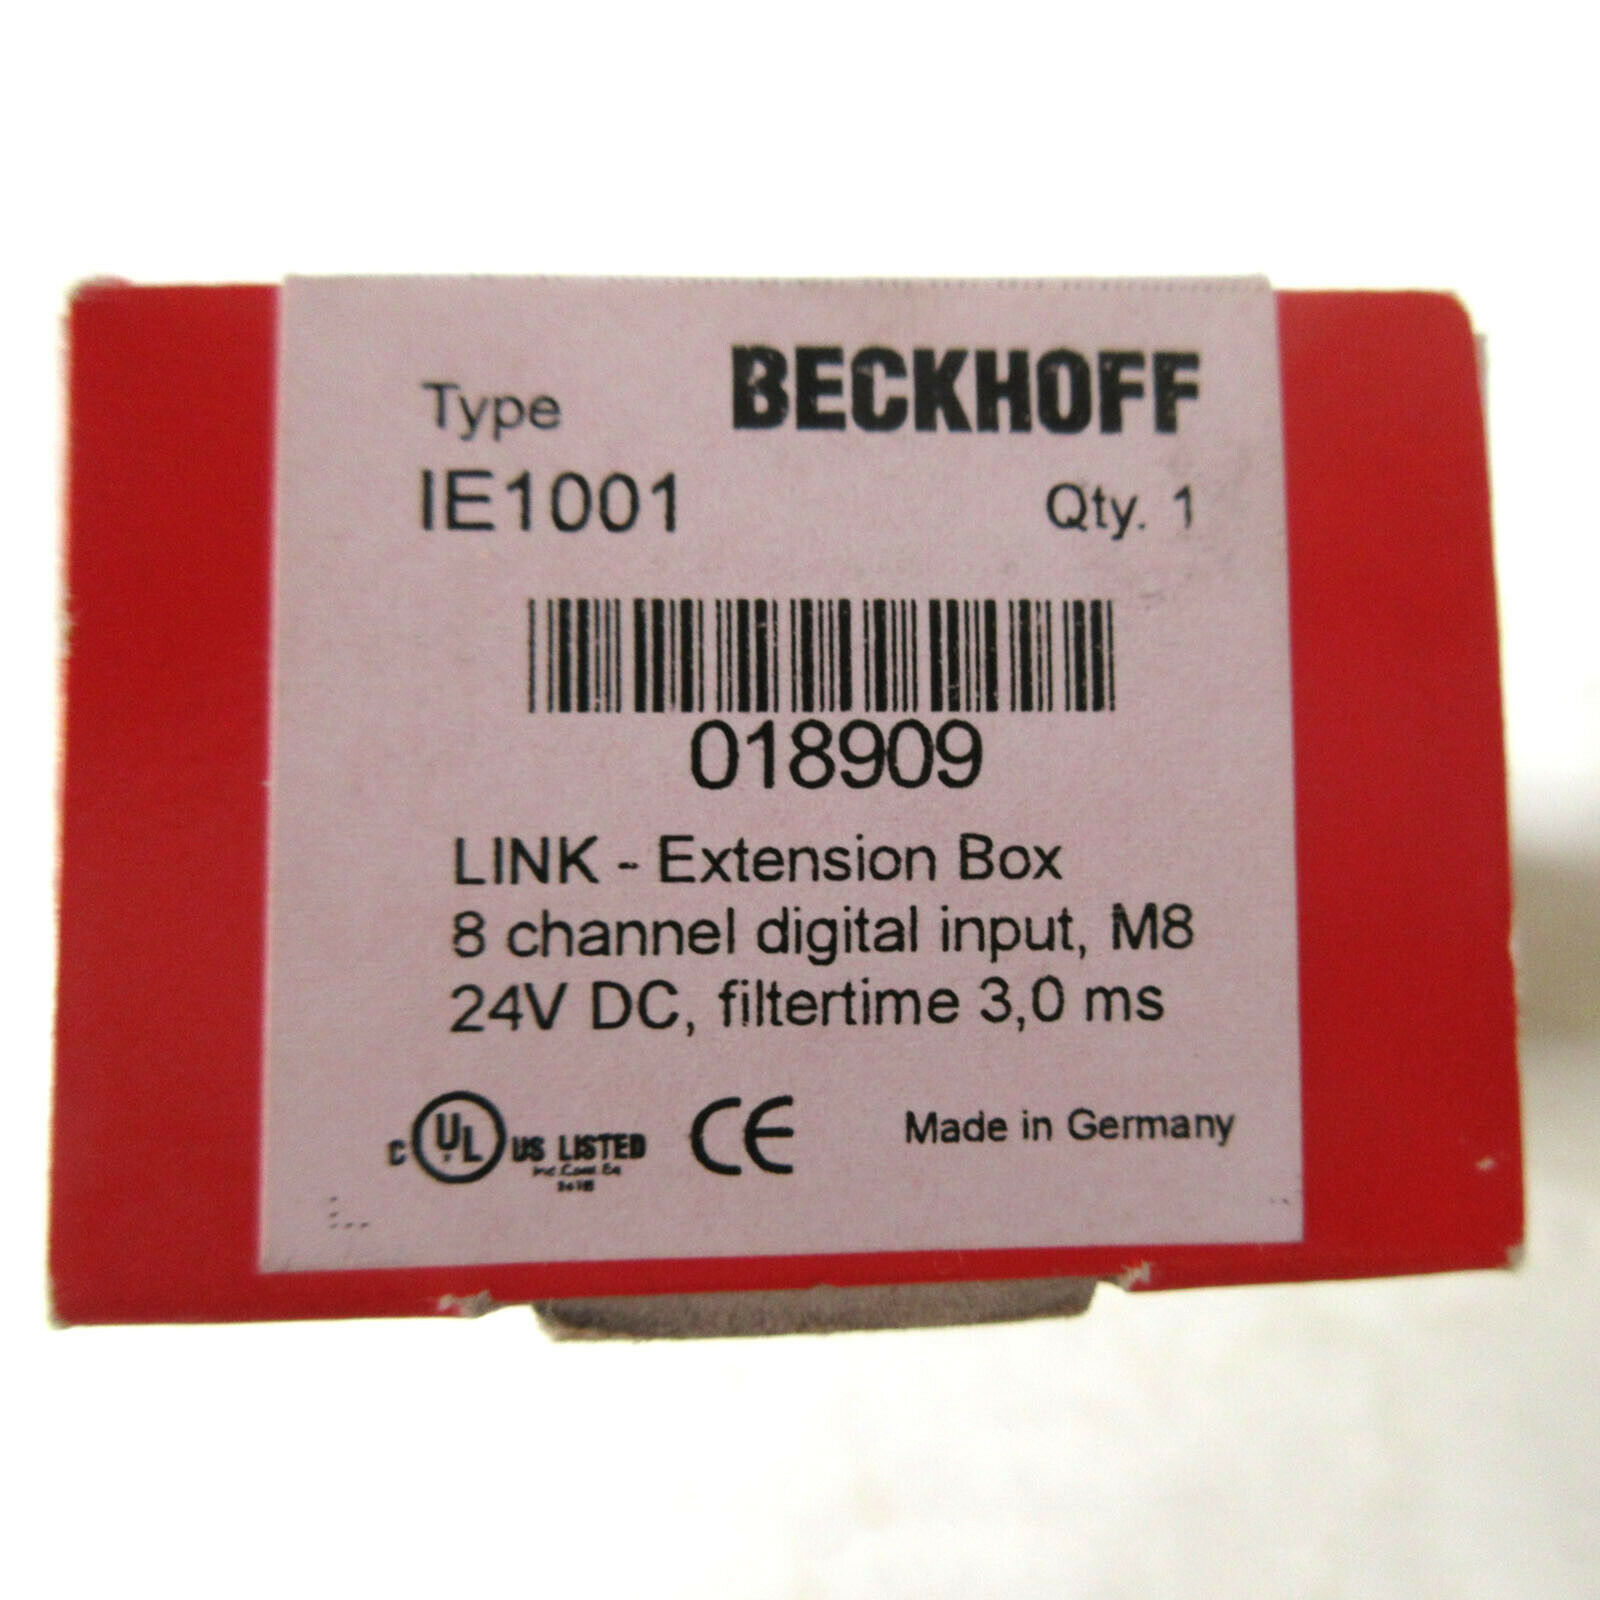 Type BECKHOFF
IE1001 Qty. 1
018909
LINK - Extension Box
8 channel digital input, M8
24V DC, filtertime 3,0 ms
C UL US LISTED CE Made in Germany